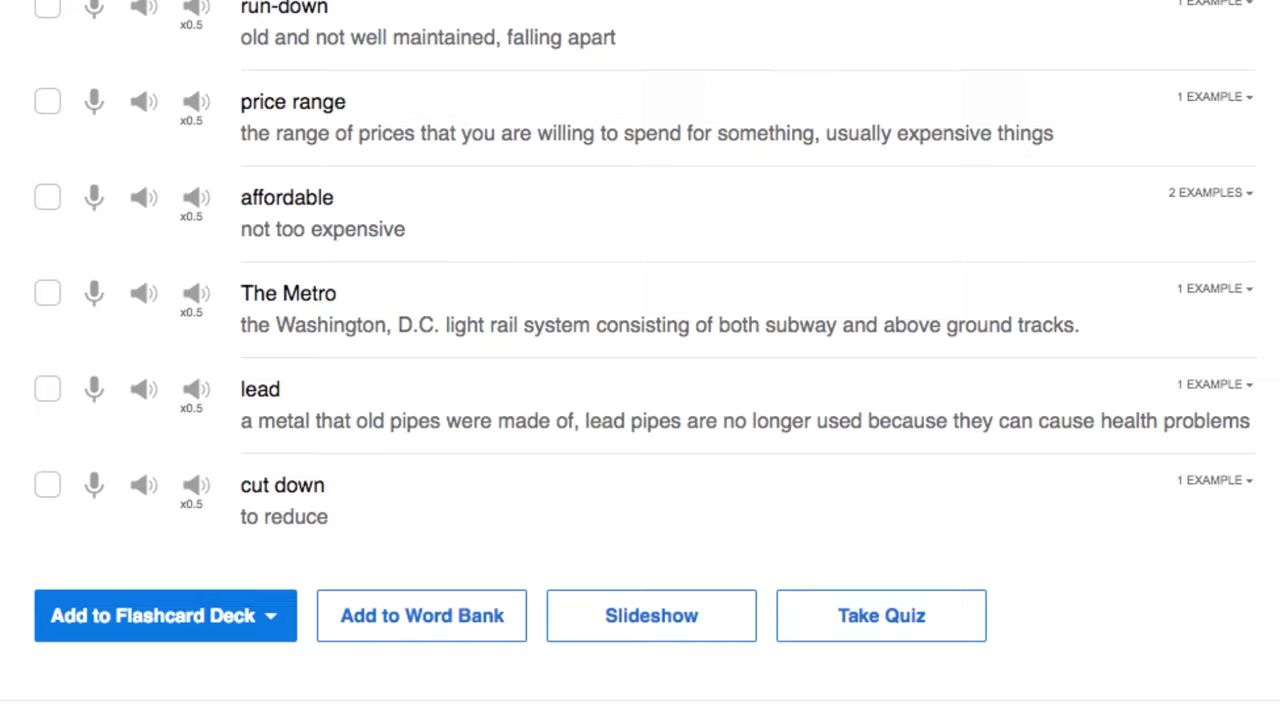 run-down
1 EXAMPLE
x0.5
old and not well maintained, falling apart
price range
1 EXAMPLE
x0.5
the range of prices that you are willing to spend for something, usually expensive things
affordable
2 EXAMPLES
x0.5
not too expensive
The Metro
1 EXAMPLE
x0.5
the Washington, D.C. light rail system consisting of both subway and above ground tracks.
lead
1 EXAMPLE
x0.5
a metal that old pipes were made of, lead pipes are no longer used because they can cause health problems
cut down
1 EXAMPLE
x0.5
to reduce
Add to Flashcard Deck
Add to Word Bank
Slideshow
Take Quiz